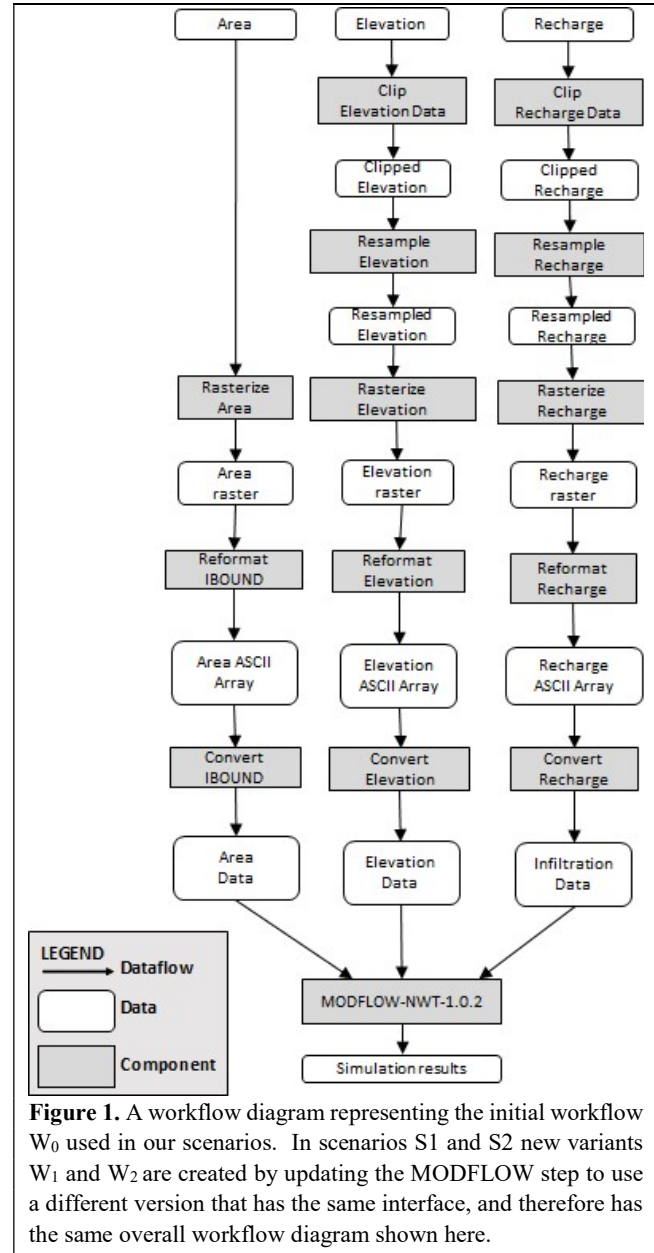 Area
Elevation
Recharge
Clip
Elevation Data
Clip
Recharge Data
Clipped
Elevation
Clipped
Recharge
Resample
Elevation
Resample
Recharge
Resampled
Elevation
Resampled
Recharge
Rasterize
Area
Rasterize
Elevation
Rasterize
Recharge
Area
raster
Elevation
raster
Recharge
raster
Reformat
IBOUND
Reformat
Elevation
Reformat
Recharge
Area ASCII
Array
Elevation
ASCII Array
Recharge
ASCII Array
Convert
IBOUND
Convert
Elevation
Convert
Recharge
Area
Data
Elevation
Data
Infiltration
Data
LEGEND
Dataflow
Data
Component
MODFLOW-NWT-1.0.2
Simulation results
Figure 1. A workflow diagram representing the initial workflow
W₀ used in our scenarios. In scenarios S1 and S2 new variants
W₁ and W₂ are created by updating the MODFLOW step to use
a different version that has the same interface, and therefore has
the same overall workflow diagram shown here.